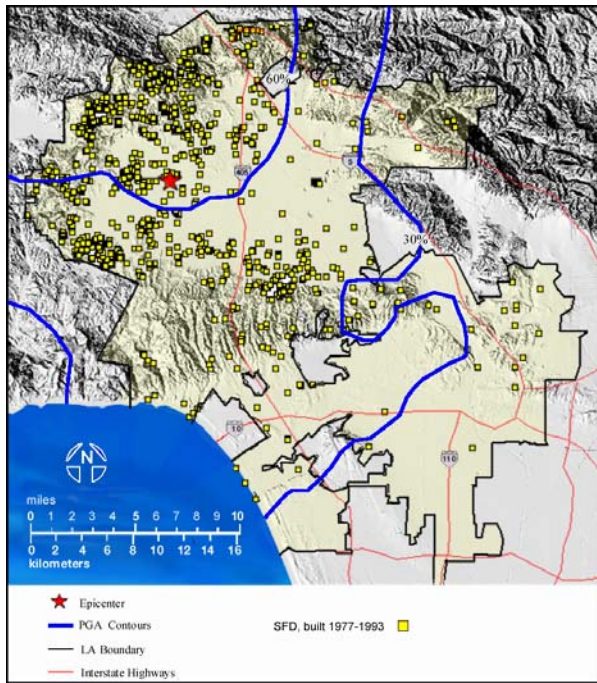 60%
405
5
30%
10
110
N
miles
0 1 2 3 4 5 6 7 8 9 10
0 2 4 6 8 10 12 14 16
kilometers
Epicenter
PGA Contours
LA Boundary
Interstate Highways
SFD, built 1977-1993